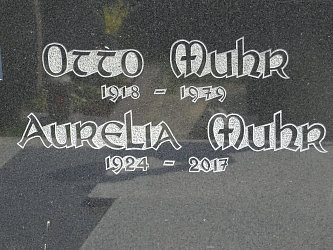 Otto Muhr
1918 - 1979
Aurelia Muhr
1924 - 2017